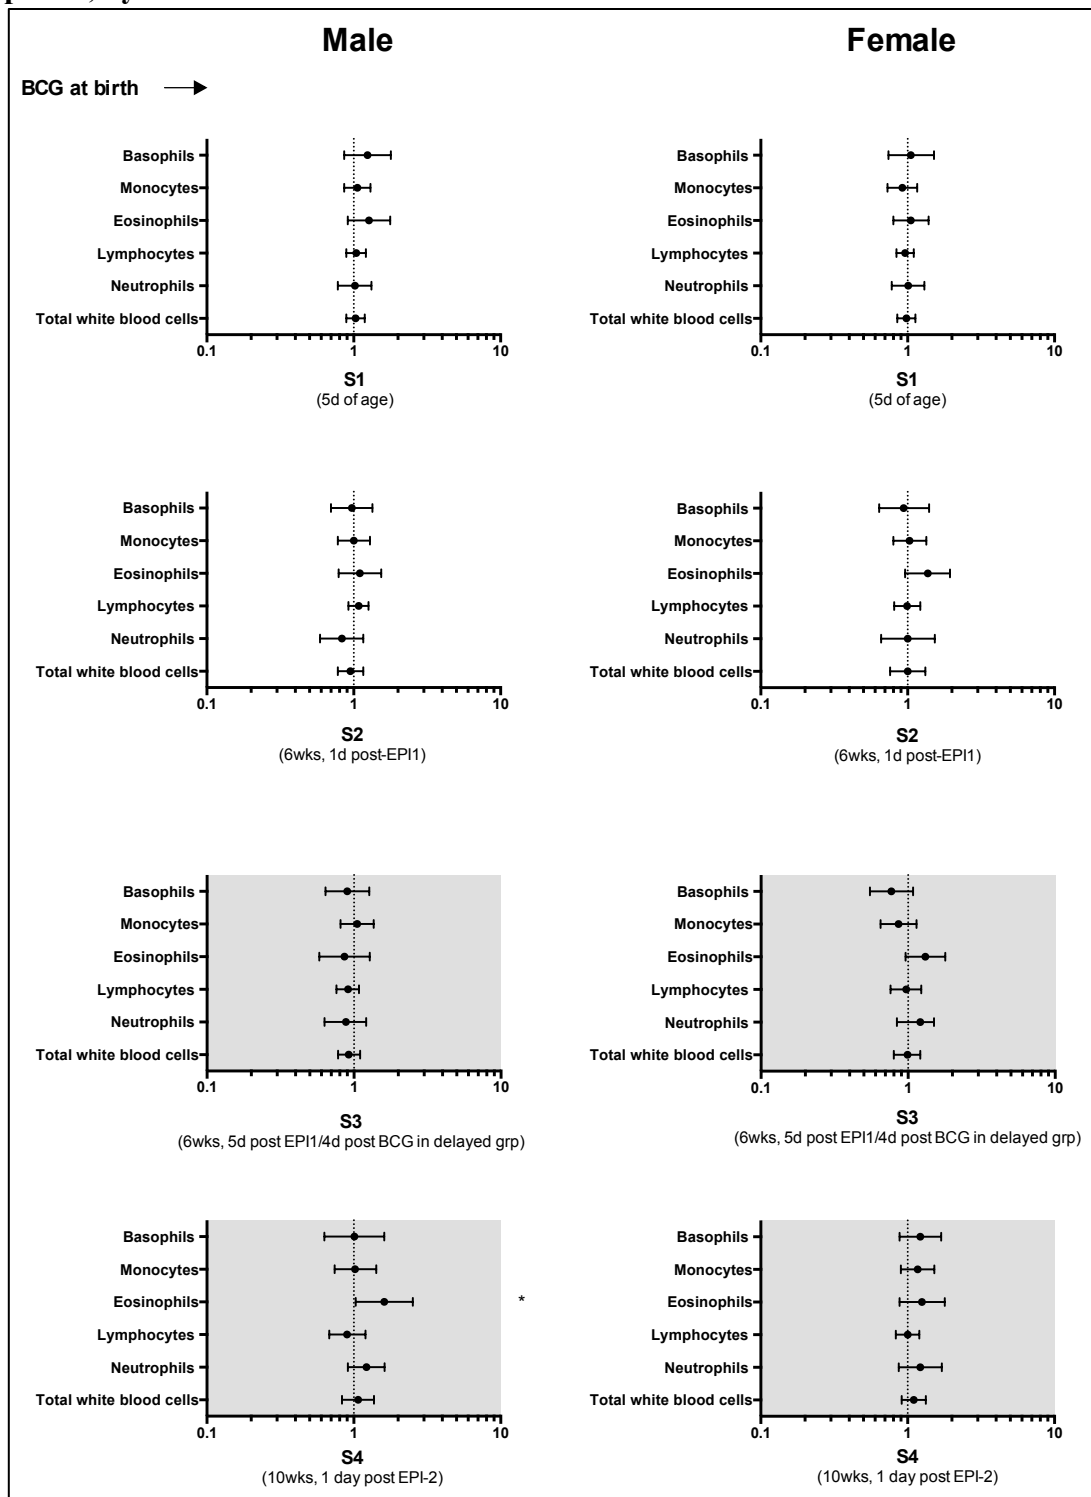 Male
Female
BCG at birth
Basophils
Monocytes
Eosinophils
Lymphocytes
Neutrophils
Total white blood cells
0.1 1 10
S1
(5d of age)
Basophils
Monocytes
Eosinophils
Lymphocytes
Neutrophils
Total white blood cells
0.1 1 10
S1
(5d of age)
Basophils
Monocytes
Eosinophils
Lymphocytes
Neutrophils
Total white blood cells
0.1 1 10
S2
(6wks, 1d post-EPI1)
Basophils
Monocytes
Eosinophils
Lymphocytes
Neutrophils
Total white blood cells
0.1 1 10
S2
(6wks, 1d post-EPI1)
Basophils
Monocytes
Eosinophils
Lymphocytes
Neutrophils
Total white blood cells
0.1 1 10
S3
(6wks, 5d post EPI1/4d post BCG in delayed grp)
Basophils
Monocytes
Eosinophils
Lymphocytes
Neutrophils
Total white blood cells
0.1 1 10
S3
(6wks, 5d post EPI1/4d post BCG in delayed grp)
Basophils
Monocytes
Eosinophils
Lymphocytes
Neutrophils
Total white blood cells
*
0.1 1 10
S4
(10wks, 1 day post EPI-2)
Basophils
Monocytes
Eosinophils
Lymphocytes
Neutrophils
Total white blood cells
0.1 1 10
S4
(10wks, 1 day post EPI-2)